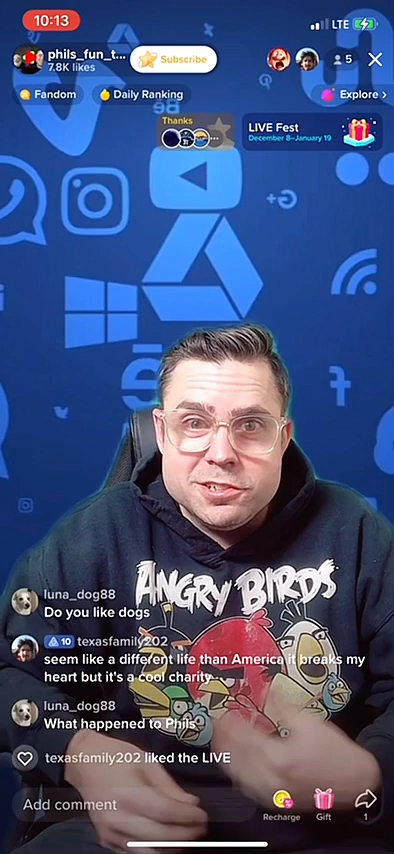 10:13
LTE
phils_fun_t...
7.8K likes
Subscribe
5
Fandom
Daily Ranking
Explore >
Thanks
LIVE Fest
December 8–January 19
Bē
G+
f
ANGRY BIRDS
luna_dog88
Do you like dogs
10 texasfamily202
seem like a different life than America it breaks my
heart but it's a cool charity
luna_dog88
What happened to Phils
texasfamily202 liked the LIVE
Add comment
Recharge
Gift
1